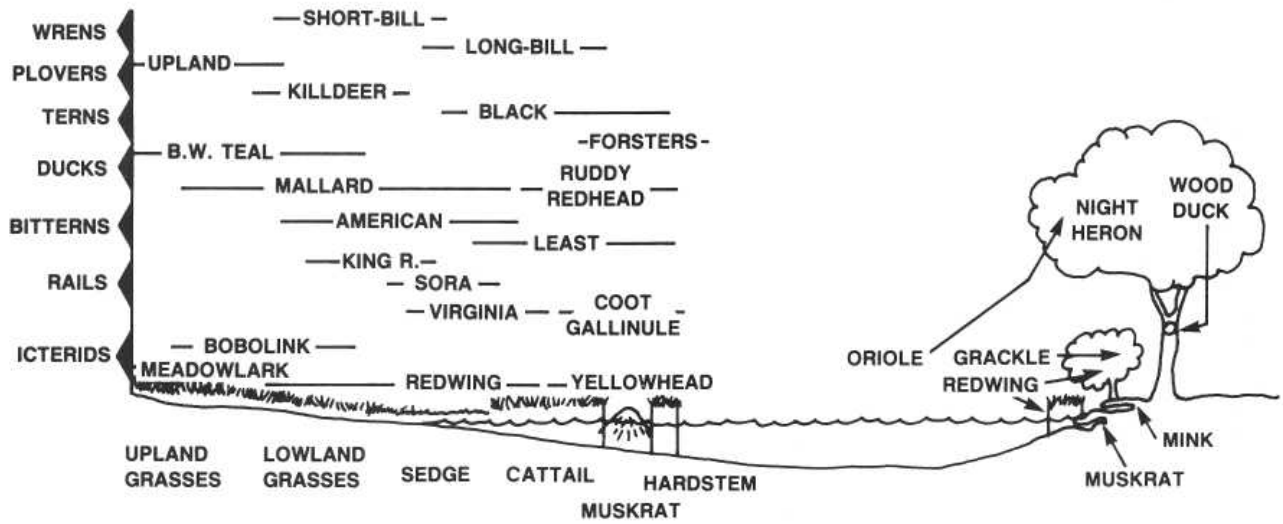 WRENS
PLOVERS
TERNS
DUCKS
BITTERNS
RAILS
ICTERIDS
SHORT-BILL
LONG-BILL
UPLAND
KILLDEER
BLACK
FORSTERS
B.W. TEAL
MALLARD
RUDDY
REDHEAD
AMERICAN
LEAST
KING R.
SORA
VIRGINIA
COOT
GALLINULE
BOBOLINK
MEADOWLARK
REDWING
YELLOWHEAD
NIGHT
HERON
WOOD
DUCK
ORIOLE
GRACKLE
REDWING
MINK
MUSKRAT
UPLAND
GRASSES
LOWLAND
GRASSES
SEDGE
CATTAIL
MUSKRAT
HARDSTEM